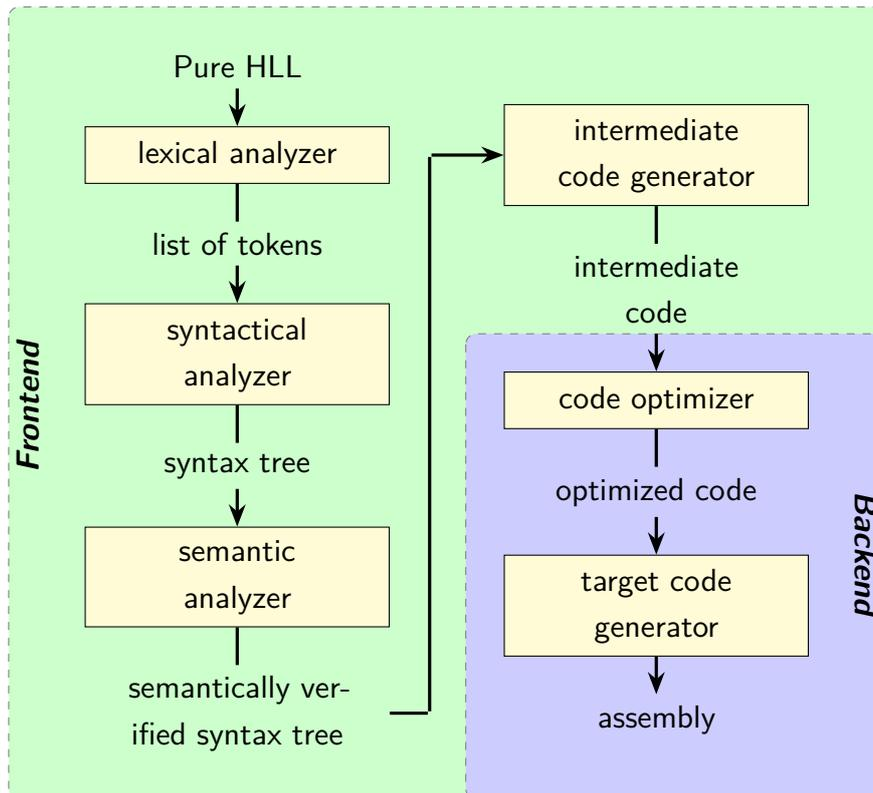 Pure HLL
lexical analyzer
list of tokens
syntactical
analyzer
syntax tree
semantic
analyzer
semantically ver-
ified syntax tree
Frontend
intermediate
code generator
intermediate
code
code optimizer
optimized code
target code
generator
assembly
Backend